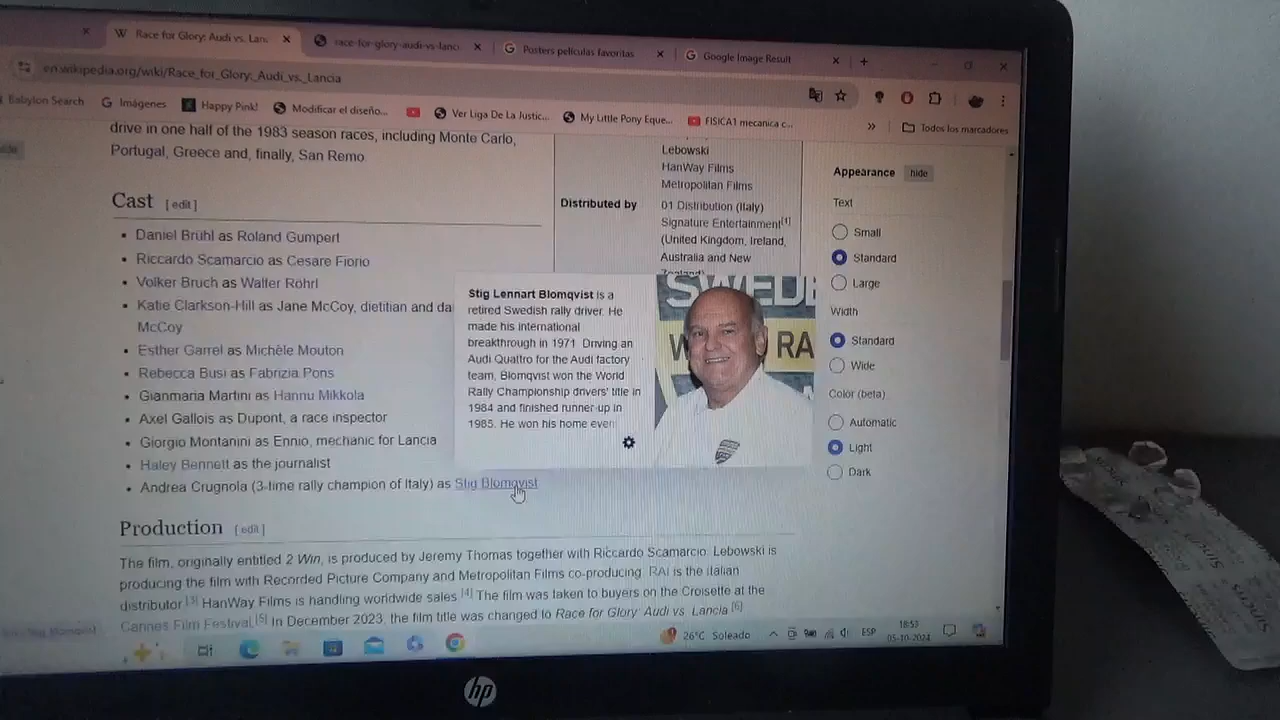 Race for Glory: Audi vs. Lanc
race-for-glory-audi-vs-lanc
Posters peliculas favoritas
Google Image Result
en.wikipedia.org/wiki/Race_for_Glory:_Audi_vs._Lancia
Babylon Search
Imágenes
Happy Pink!
Modificar el diseño...
Ver Liga De La Justic...
My Little Pony Eque...
FISICA1 mecanica c...
Todos los marcadores
drive in one half of the 1983 season races, including Monte Carlo,
Portugal, Greece and, finally, San Remo
Cast [ edit ]
Daniel Brühl as Roland Gumpert
Riccardo Scamarcio as Cesare Fiorio
Volker Bruch as Walter Röhrl
Katie Clarkson-Hill as Jane McCoy, dietitian and da
McCoy
Esther Garrel as Michèle Mouton
Rebecca Busi as Fabrizia Pons
Gianmaria Martini as Hannu Mikkola
Axel Gallois as Dupont, a race inspector
Giorgio Montanini as Ennio, mechanic for Lancia
Haley Bennett as the journalist
Andrea Crugnola (3-time rally champion of Italy) as Stig Blomqvist
Production [ edit ]
The film, originally entitled 2 Win, is produced by Jeremy Thomas together with Riccardo Scamarcio. Lebowski is
producing the film with Recorded Picture Company and Metropolitan Films co-producing. RAI is the italian
distributor.[3] HanWay Films is handling worldwide sales.[4] The film was taken to buyers on the Croisette at the
Cannes Film Festival.[5] In December 2023, the film title was changed to Race for Glory: Audi vs. Lancia.[6]
Lebowski
HanWay Films
Metropolitan Films
Distributed by
01 Distribution (Italy)
Signature Entertainment[1]
(United Kingdom, Ireland,
Australia and New
Zealand)
Stig Lennart Blomqvist is a
retired Swedish rally driver. He
made his international
breakthrough in 1971. Driving an
Audi Quattro for the Audi factory
team, Blomqvist won the World
Rally Championship drivers' title in
1984 and finished runner-up in
1985. He won his home even
SWED
W RA
Appearance hide
Text
Small
Standard
Large
Width
Standard
Wide
Color (beta)
Automatic
Light
Dark
26°C Soleado
ESP
18:57
05-10-2024
hp